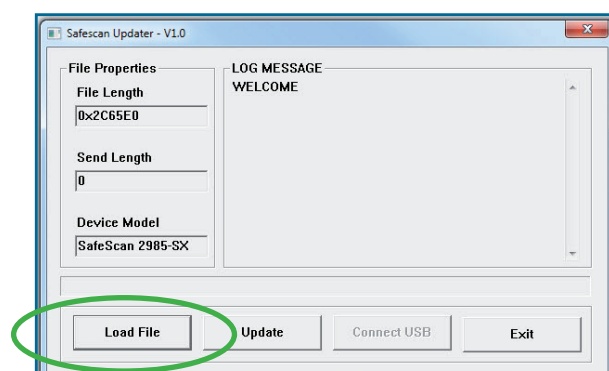 Safescan Updater - V1.0
File Properties
File Length
0x2C65E0
Send Length
0
Device Model
SafeScan 2985-SX
LOG MESSAGE
WELCOME
Load File
Update
Connect USB
Exit